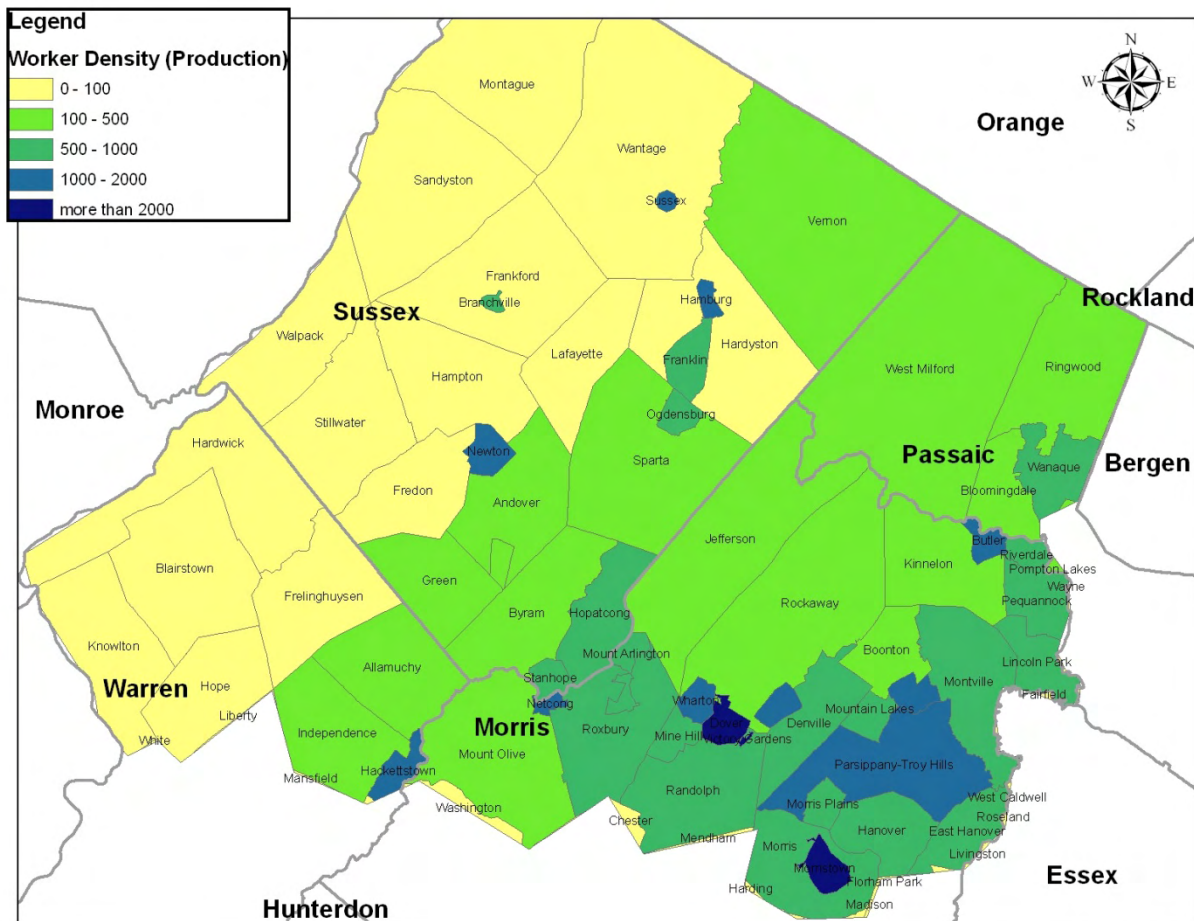 Legend
Worker Density (Production)
0 - 100
100 - 500
500 - 1000
1000 - 2000
more than 2000
N
W E
S
Orange
Montague
Wantage
Sandyston
Sussex
Vernon
Frankford
Branchville
Hamburg
Rockland
Sussex
Walpack
Lafayette
Hardyston
Franklin
West Milford
Ringwood
Hampton
Monroe
Stillwater
Ogdensburg
Hardwick
Newton
Sparta
Passaic
Wanaque
Bergen
Fredon
Bloomingdale
Andover
Jefferson
Butler
Riverdale
Blairstown
Kinnelon
Pompton Lakes
Green
Wayne
Frelinghuysen
Rockaway
Pequannock
Byram
Hopatcong
Knowlton
Allamuchy
Mount Arlington
Boonton
Lincoln Park
Warren
Hope
Stanhope
Montville
Fairfield
Liberty
Netcong
Wharton
Mountain Lakes
Morris
Dover
Denville
White
Independence
Roxbury
Mine Hill
Victory Gardens
Mount Olive
Parsippany-Troy Hills
Hackettstown
Mansfield
Randolph
West Caldwell
Washington
Morris Plains
Roseland
Chester
Hanover
East Hanover
Mendham
Morris
Livingston
Morristown
Essex
Harding
Florham Park
Madison
Hunterdon